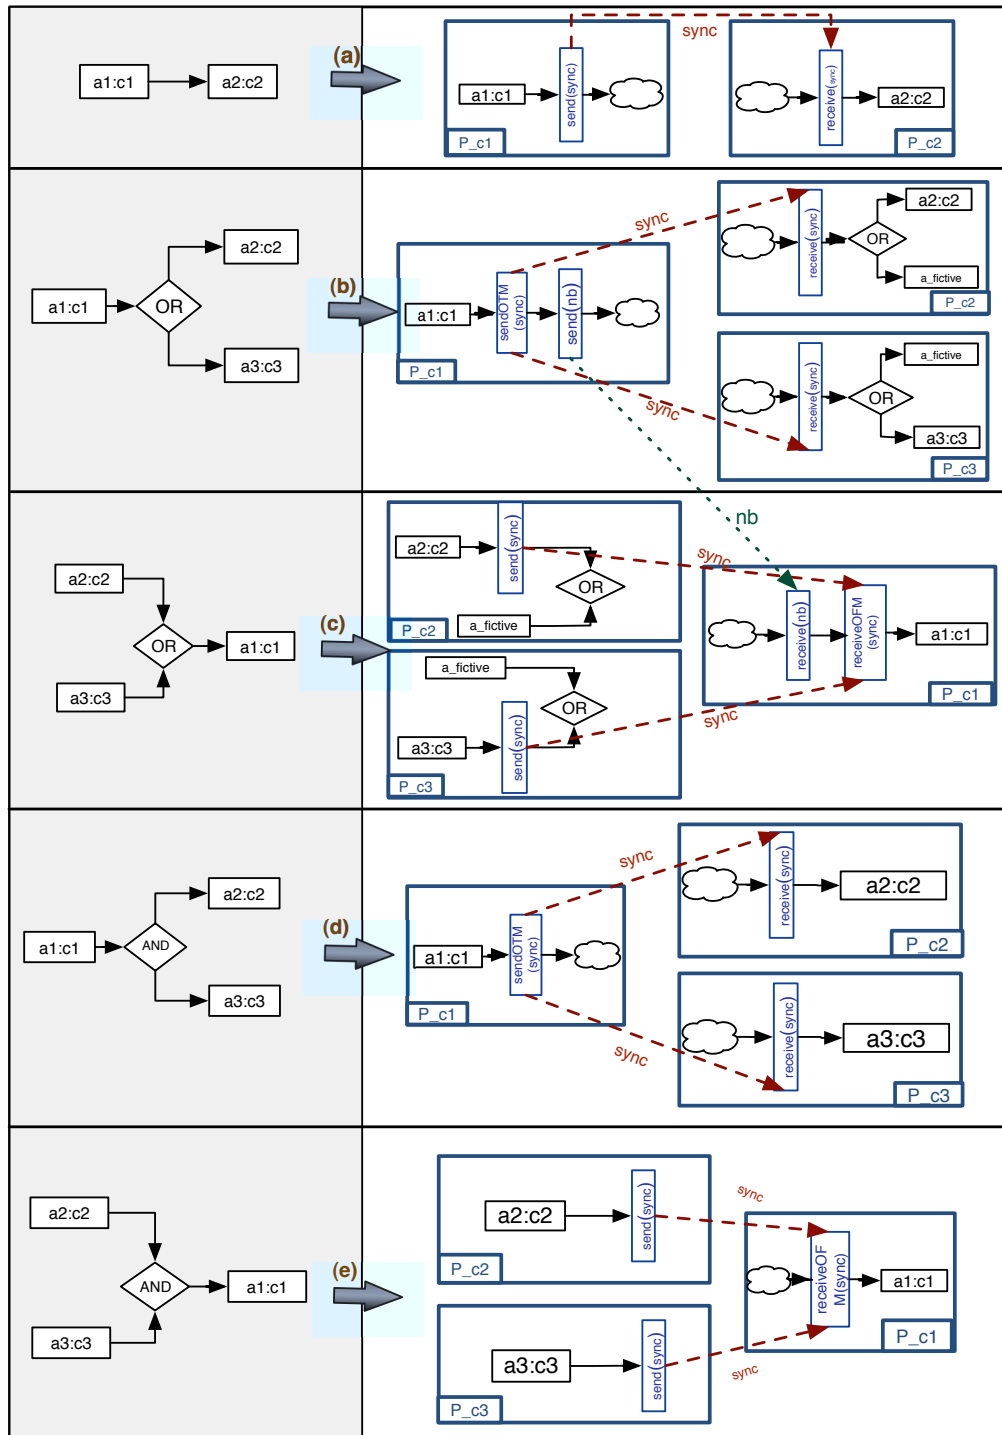 (a)
a1:c1
a2:c2
a1:c1
send(sync)
P_c1
sync
receive(sync)
a2:c2
P_c2
(b)
a1:c1
OR
a2:c2
a3:c3
a1:c1
sendOTM
(sync)
send(nb)
P_c1
sync
sync
receive(sync)
OR
a2:c2
a_fictive
P_c2
receive(sync)
OR
a_fictive
a3:c3
P_c3
nb
(c)
a2:c2
OR
a3:c3
a1:c1
a2:c2
send(sync)
OR
a_fictive
P_c2
a_fictive
OR
a3:c3
send(sync)
P_c3
sync
sync
receive(nb)
receiveOFM
(sync)
a1:c1
P_c1
(d)
a1:c1
AND
a2:c2
a3:c3
a1:c1
sendOTM
(sync)
P_c1
sync
sync
receive(sync)
a2:c2
P_c2
receive(sync)
a3:c3
P_c3
(e)
a2:c2
AND
a3:c3
a1:c1
a2:c2
send(sync)
P_c2
a3:c3
send(sync)
P_c3
sync
sync
receiveOF
M(sync)
a1:c1
P_c1